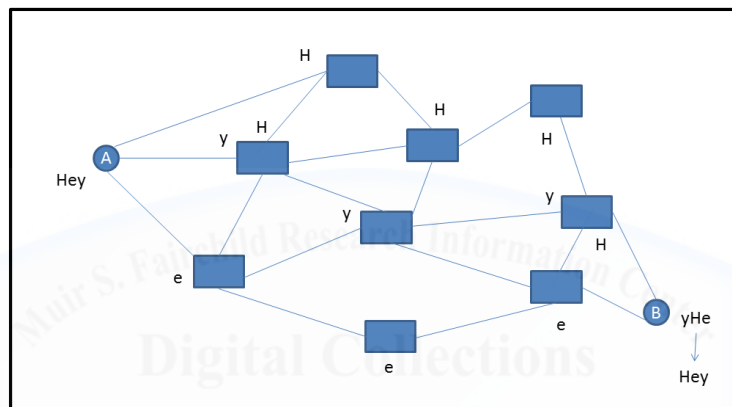 H
H
H
y
H
A
Hey
y
y
H
e
B
yHe
e
Hey
e
Muir S. Fairchild Research Information Center
Digital Collections